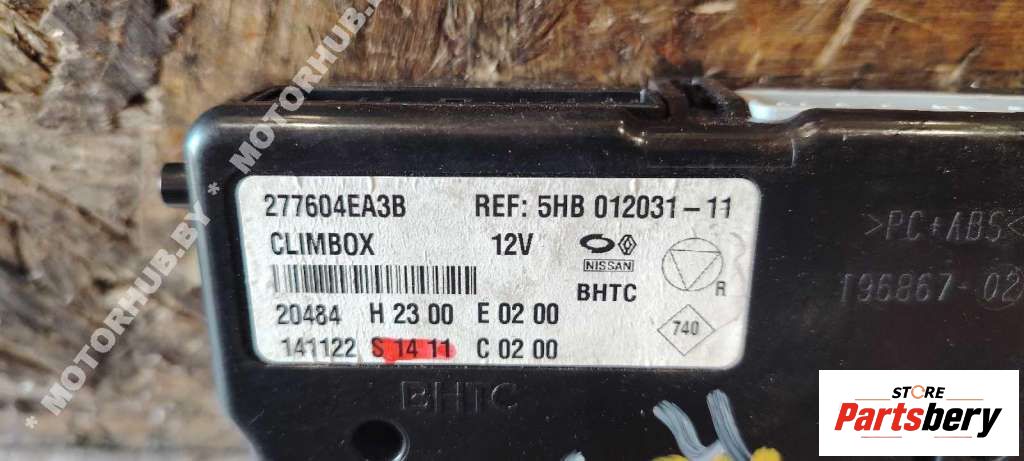 * MOTORHUB.BY * MOTORHUB.BY
277604EA3B REF: 5HB 012031-11
CLIMBOX 12V
NISSAN
BHTC
R
20484 H 23 00 E 02 00
740
141122 S 14 11 C 02 00
BHTC
>PC+ABS<
196867-02
STORE
Partsbery